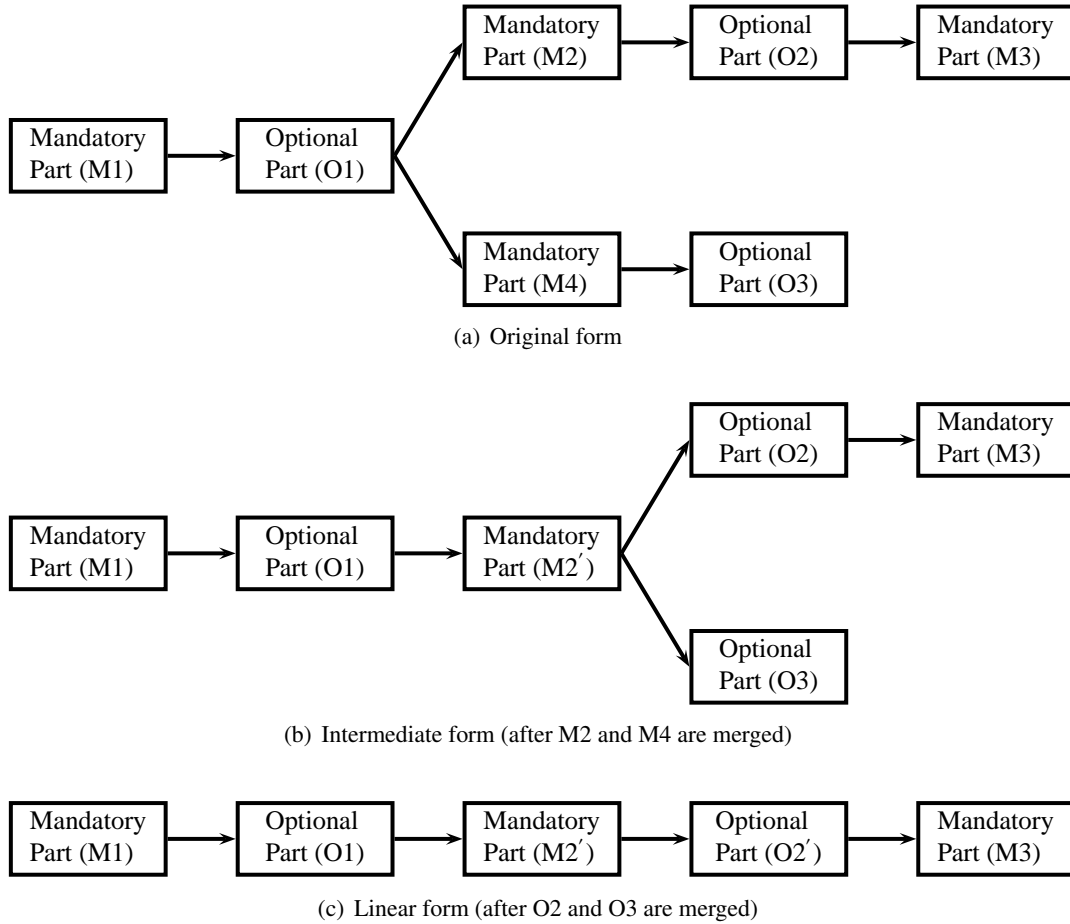 Mandatory
Part (M2)
Optional
Part (O2)
Mandatory
Part (M3)
Mandatory
Part (M1)
Optional
Part (O1)
Mandatory
Part (M4)
Optional
Part (O3)
(a) Original form
Optional
Part (O2)
Mandatory
Part (M3)
Mandatory
Part (M1)
Optional
Part (O1)
Mandatory
Part (M2′)
Optional
Part (O3)
(b) Intermediate form (after M2 and M4 are merged)
Mandatory
Part (M1)
Optional
Part (O1)
Mandatory
Part (M2′)
Optional
Part (O2′)
Mandatory
Part (M3)
(c) Linear form (after O2 and O3 are merged)